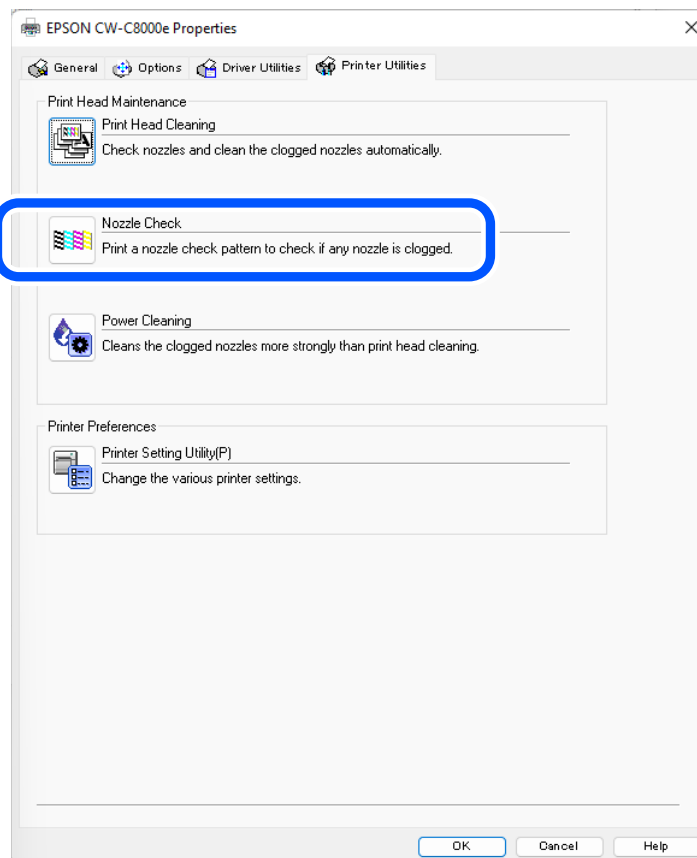 EPSON CW-C8000e Properties
General Options Driver Utilities Printer Utilities
Print Head Maintenance
Print Head Cleaning
Check nozzles and clean the clogged nozzles automatically.
Nozzle Check
Print a nozzle check pattern to check if any nozzle is clogged.
Power Cleaning
Cleans the clogged nozzles more strongly than print head cleaning.
Printer Preferences
Printer Setting Utility(P)
Change the various printer settings.
OK Cancel Help